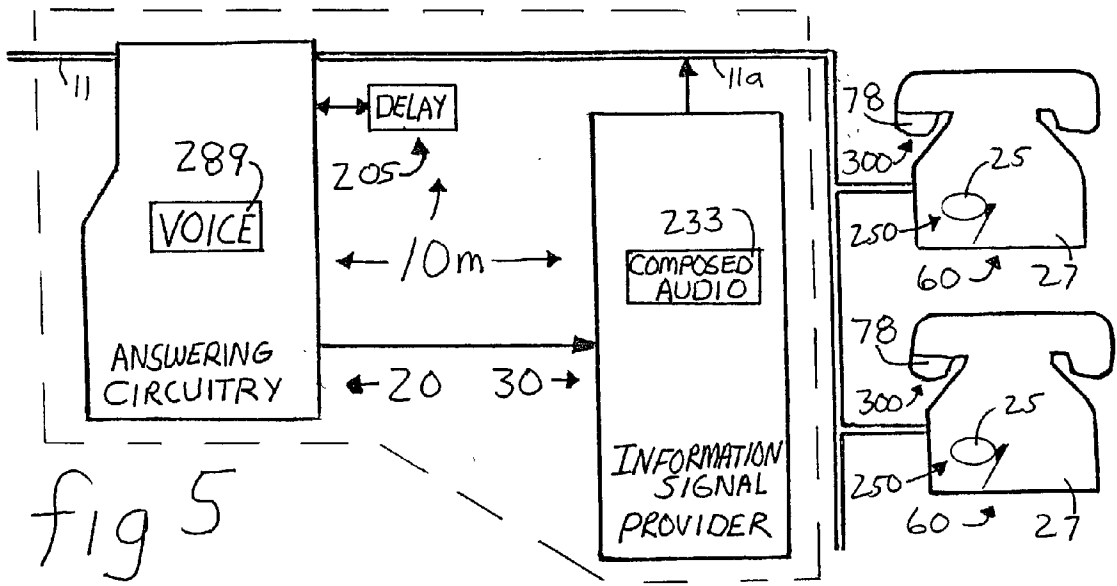 11
11a
DELAY
205
289
VOICE
10m
233
COMPOSED
AUDIO
ANSWERING
CIRCUITRY
20
30
INFORMATION
SIGNAL
PROVIDER
78
300
25
250
60
27
78
300
25
250
60
27
fig 5